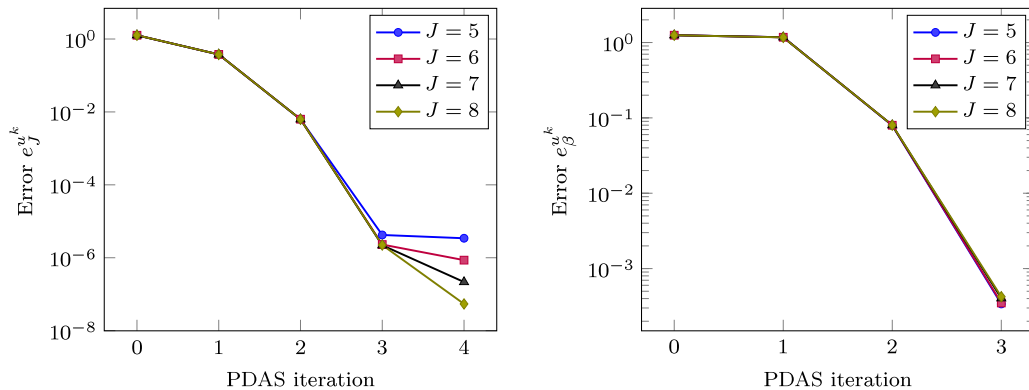 10^0
10^{-2}
10^{-4}
10^{-6}
10^{-8}
Error e_J^{u^k}
0 1 2 3 4
PDAS iteration
J = 5
J = 6
J = 7
J = 8
10^0
10^{-1}
10^{-2}
10^{-3}
Error e_β^{u^k}
0 1 2 3
PDAS iteration
J = 5
J = 6
J = 7
J = 8